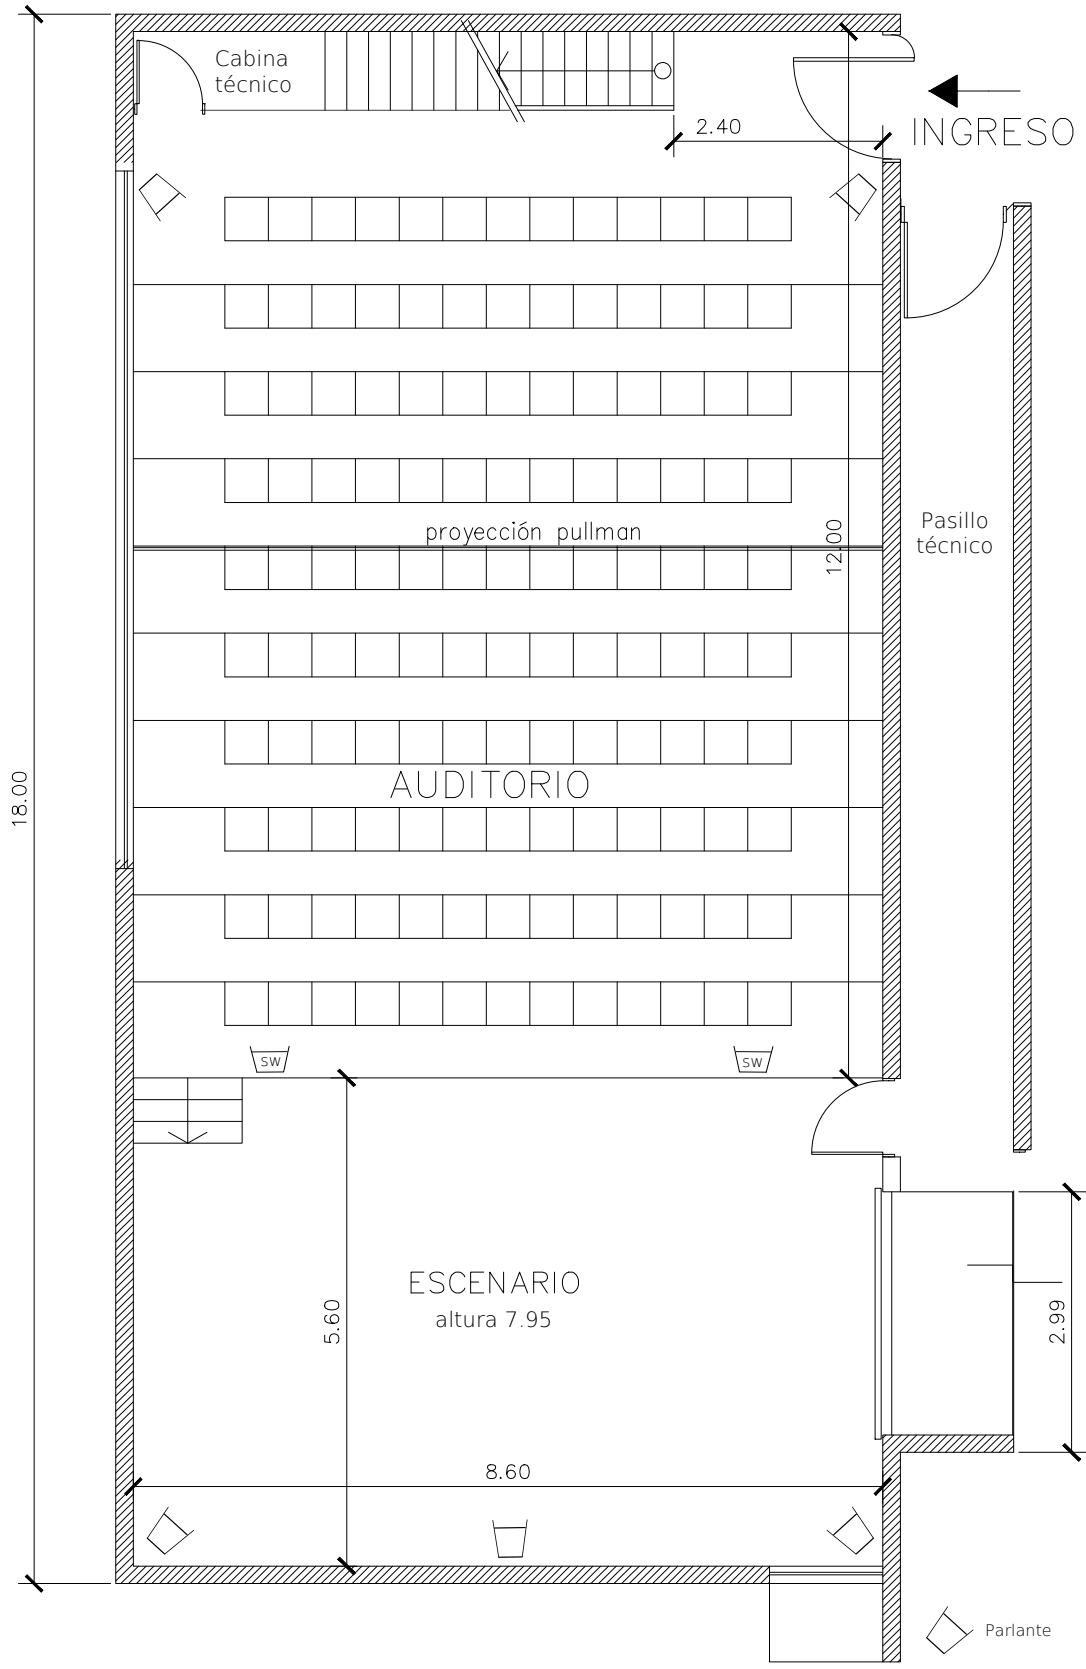 Cabina
técnico
2.40
INGRESO
Pasillo
técnico
proyección pullman
12.00
18.00
AUDITORIO
SW
SW
ESCENARIO
altura 7.95
5.60
2.99
8.60
Parlante